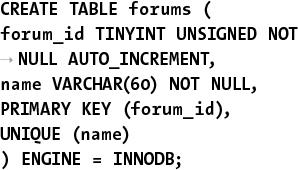 CREATE TABLE forums (
forum_id TINYINT UNSIGNED NOT
→ NULL AUTO_INCREMENT,
name VARCHAR(60) NOT NULL,
PRIMARY KEY (forum_id),
UNIQUE (name)
) ENGINE = INNODB;